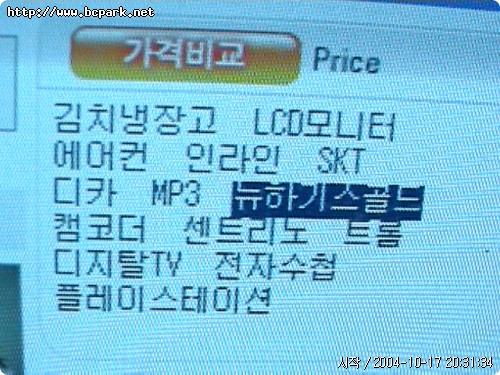 http://www.bcpark.net
가격비교 Price
김치냉장고 LCD모니터
에어컨 인라인 SKT
디카 MP3 뉴하기스골드
캠코더 센트리노 트롬
디지탈TV 전자수첩
플레이스테이션
시작 / 2004-10-17 20:31:34